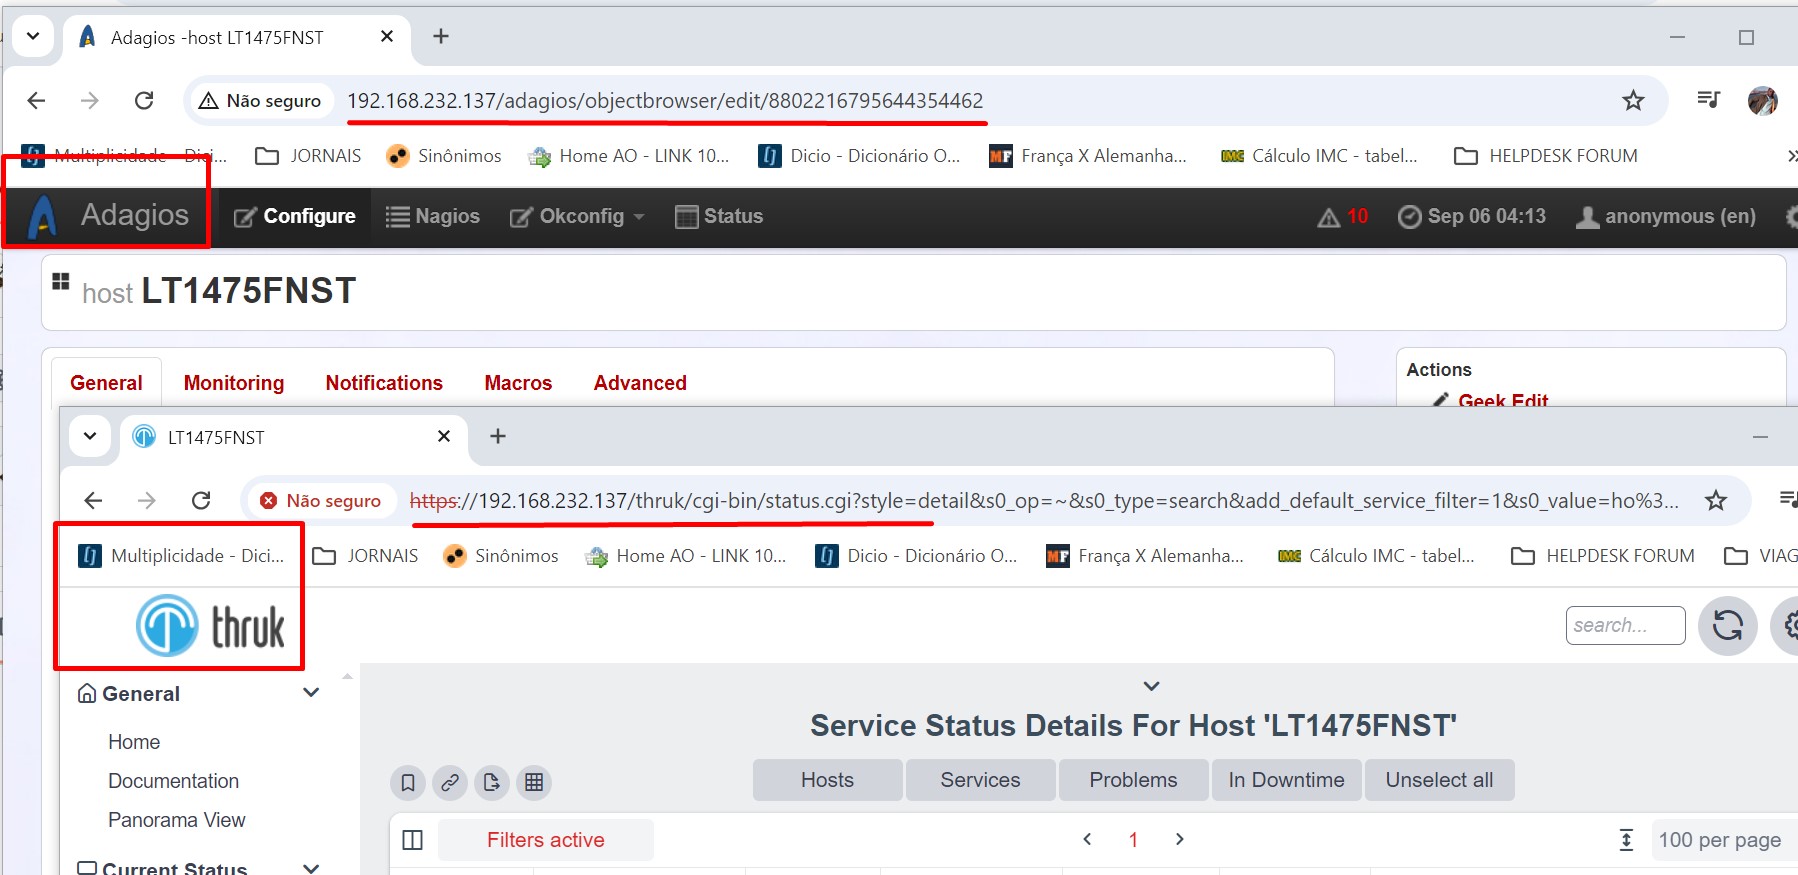 Adagios -host LT1475FNST
Não seguro 192.168.232.137/adagios/objectbrowser/edit/8802216795644354462
Multiplicidade - Dici... JORNAIS Sinônimos Home AO - LINK 10... Dicio - Dicionário O... França X Alemanha... Cálculo IMC - tabel... HELPDESK FORUM »
Adagios Configure Nagios Okconfig Status 10 Sep 06 04:13 anonymous (en)
host LT1475FNST
General Monitoring Notifications Macros Advanced
Actions
Geek Edit
LT1475FNST
Não seguro https://192.168.232.137/thruk/cgi-bin/status.cgi?style=detail&s0_op=~&s0_type=search&add_default_service_filter=1&s0_value=ho%3...
Multiplicidade - Dici... JORNAIS Sinônimos Home AO - LINK 10... Dicio - Dicionário O... França X Alemanha... Cálculo IMC - tabel... HELPDESK FORUM VIAG
thruk
search...
General
Home
Documentation
Panorama View
Current Status
Service Status Details For Host 'LT1475FNST'
Hosts Services Problems In Downtime Unselect all
Filters active
1
100 per page